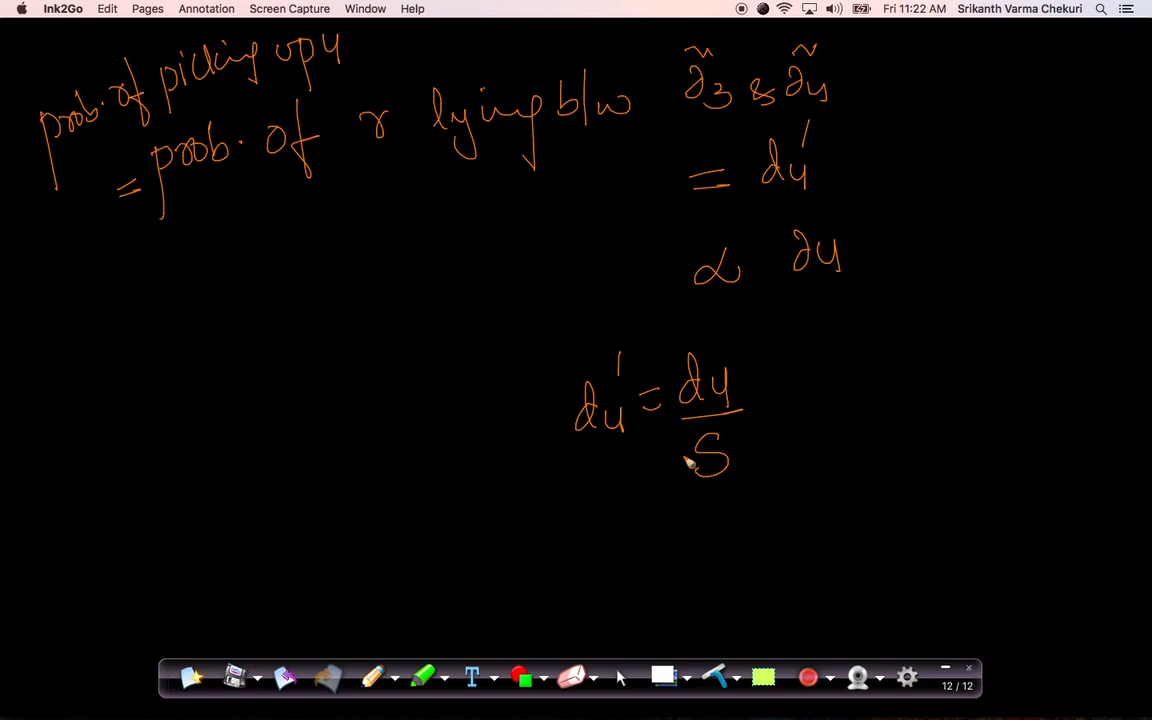 Ink2Go Edit Pages Annotation Screen Capture Window Help Fri 11:22 AM Srikanth Varma Chekuri
prob. of picking up 4
= prob. of r lying b/w d̃3 & d̃4
= d4'
∝ d4
d4' = d4 / S
12 / 12